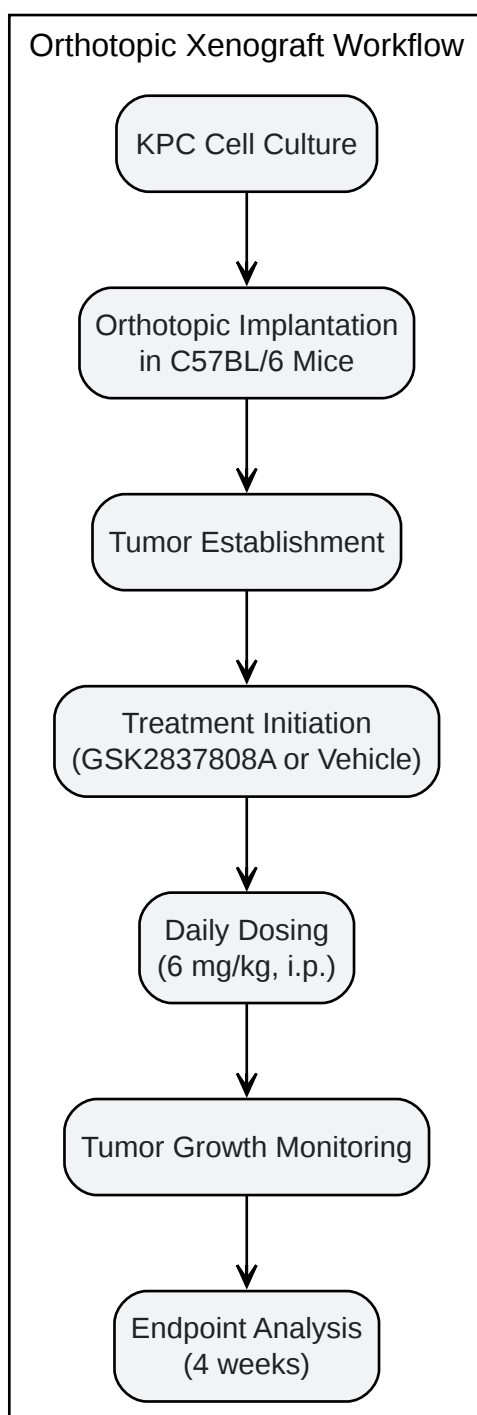 Orthotopic Xenograft Workflow
KPC Cell Culture
Orthotopic Implantation
in C57BL/6 Mice
Tumor Establishment
Treatment Initiation
(GSK2837808A or Vehicle)
Daily Dosing
(6 mg/kg, i.p.)
Tumor Growth Monitoring
Endpoint Analysis
(4 weeks)